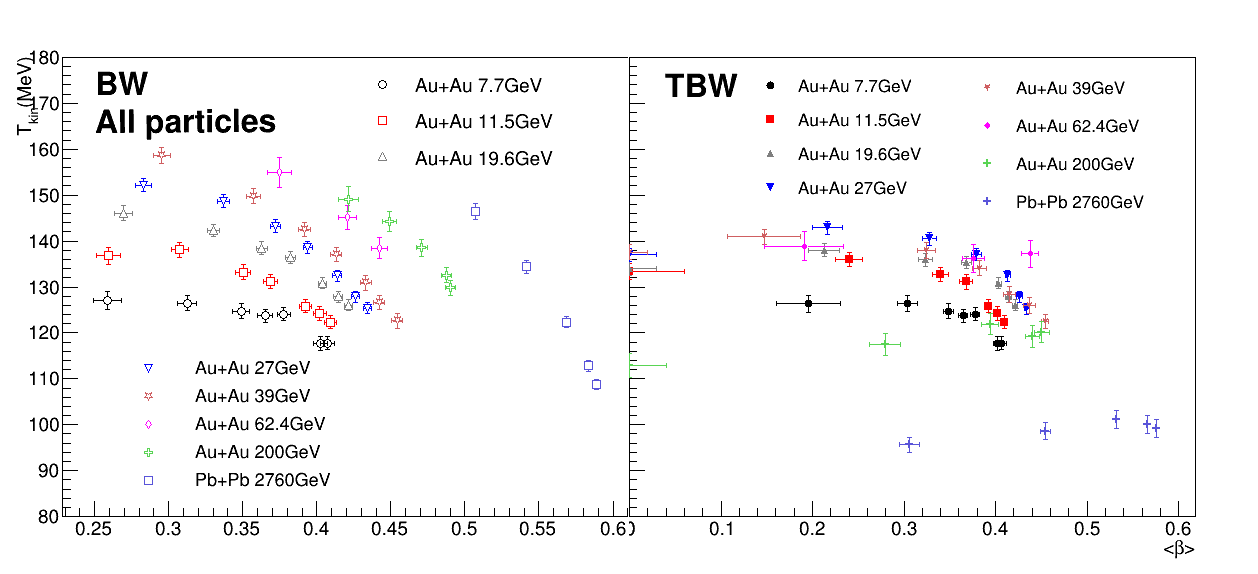 BW
All particles
Au+Au 7.7GeV
Au+Au 11.5GeV
Au+Au 19.6GeV
Au+Au 27GeV
Au+Au 39GeV
Au+Au 62.4GeV
Au+Au 200GeV
Pb+Pb 2760GeV
T_kin (MeV)
180
170
160
150
140
130
120
110
100
90
80
0.25
0.3
0.35
0.4
0.45
0.5
0.55
0.6
TBW
Au+Au 7.7GeV
Au+Au 11.5GeV
Au+Au 19.6GeV
Au+Au 27GeV
Au+Au 39GeV
Au+Au 62.4GeV
Au+Au 200GeV
Pb+Pb 2760GeV
0.1
0.2
0.3
0.4
0.5
0.6
<β>